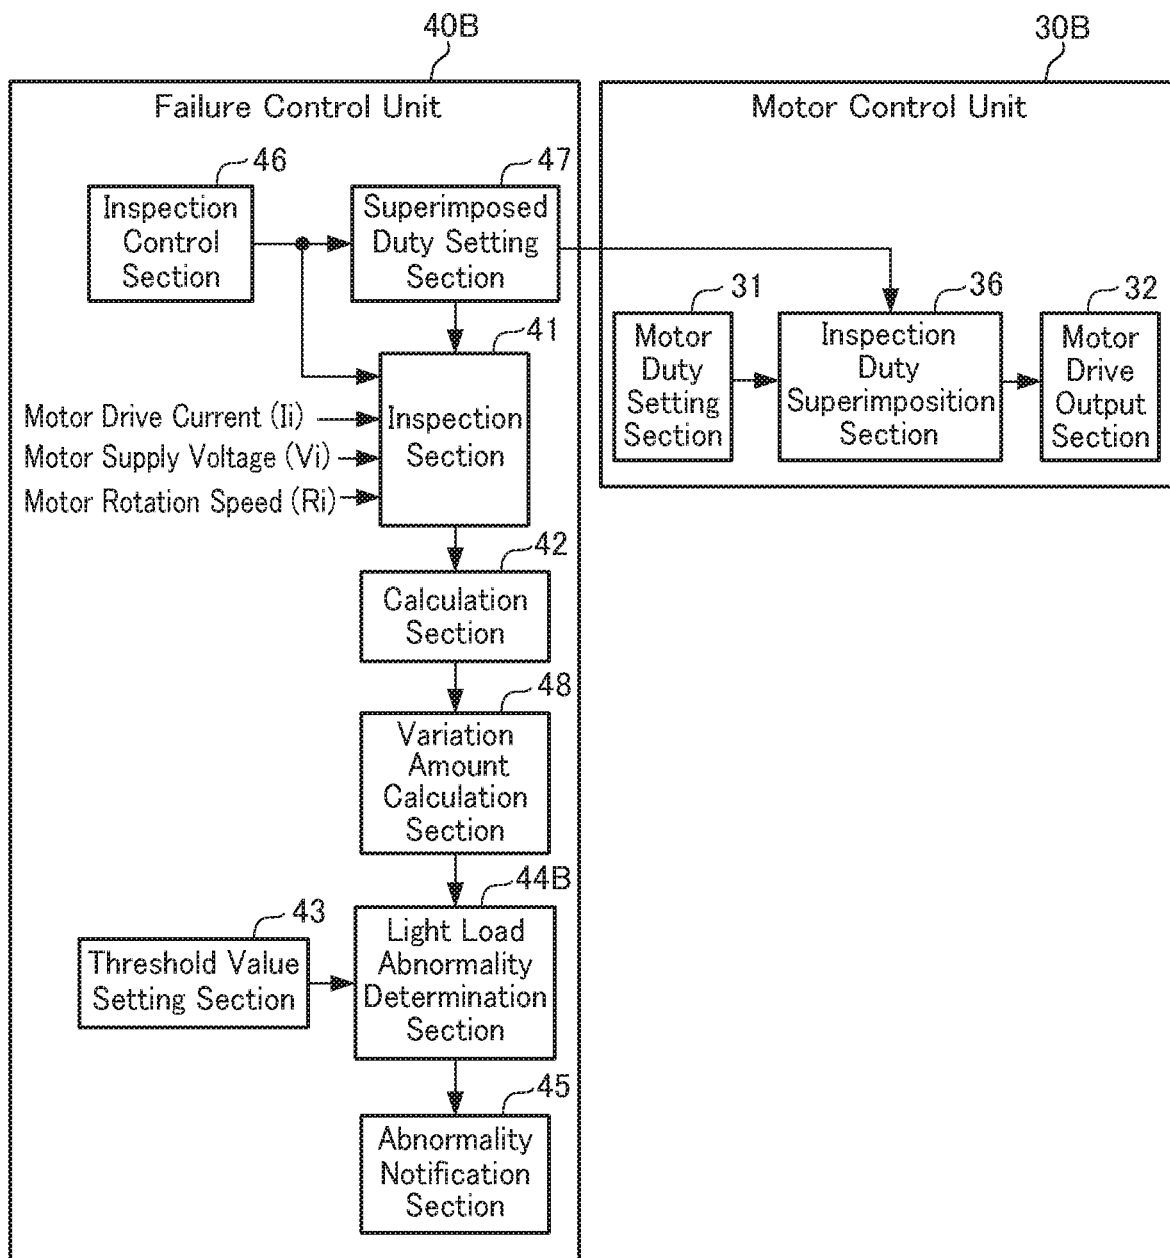 40B
30B
Failure Control Unit
Motor Control Unit
46
Inspection
Control
Section
47
Superimposed
Duty Setting
Section
31
Motor
Duty
Setting
Section
36
Inspection
Duty
Superimposition
Section
32
Motor
Drive
Output
Section
41
Inspection
Section
Motor Drive Current (Ii)
Motor Supply Voltage (Vi)
Motor Rotation Speed (Ri)
42
Calculation
Section
48
Variation
Amount
Calculation
Section
44B
Light Load
Abnormality
Determination
Section
43
Threshold Value
Setting Section
45
Abnormality
Notification
Section